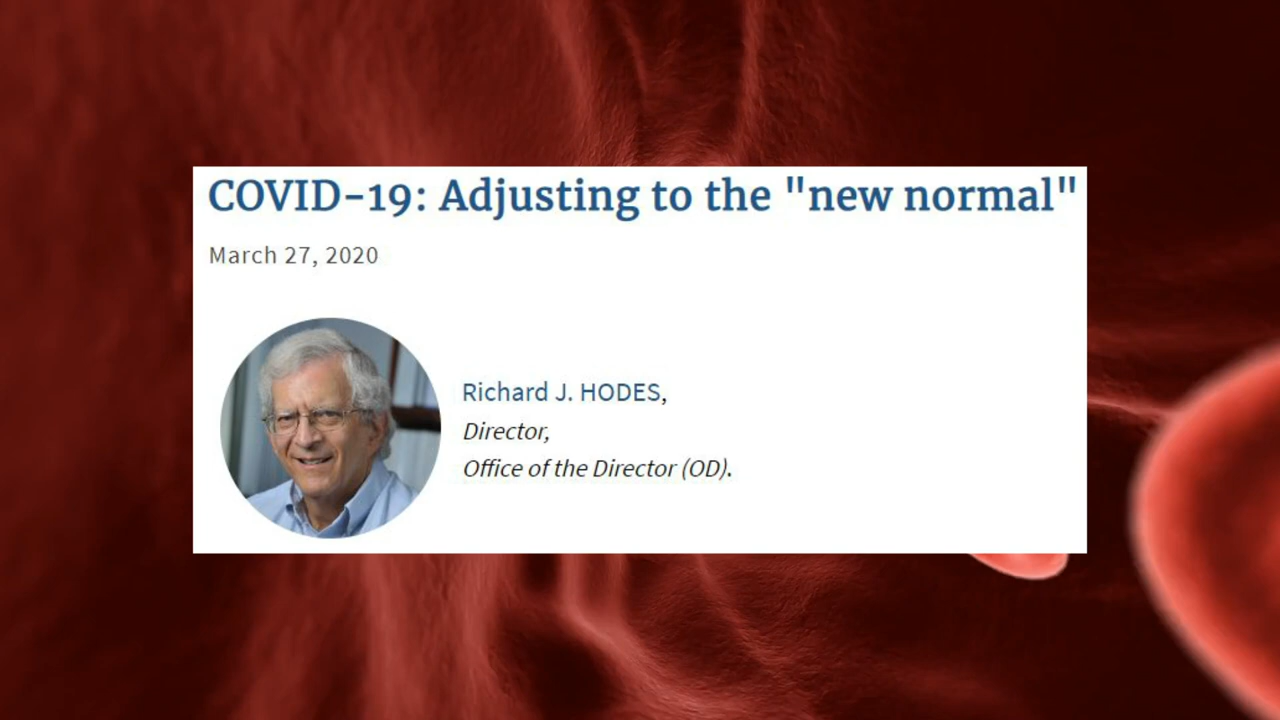 COVID-19: Adjusting to the "new normal"
March 27, 2020
Richard J. HODES,
Director,
Office of the Director (OD).